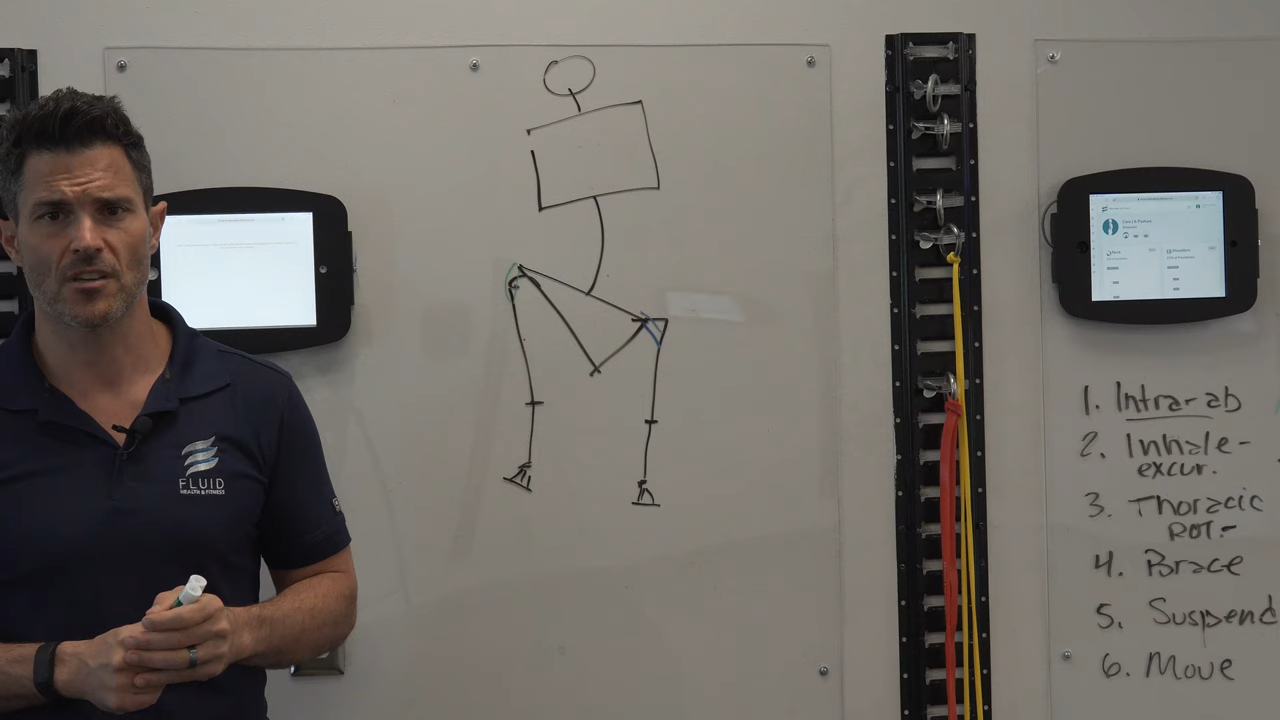 FLUID
HEALTH & FITNESS
1. Intra-ab
2. Inhale-
excur.
3. Thoracic
ROT.-
4. Brace
5. Suspend
6. Move